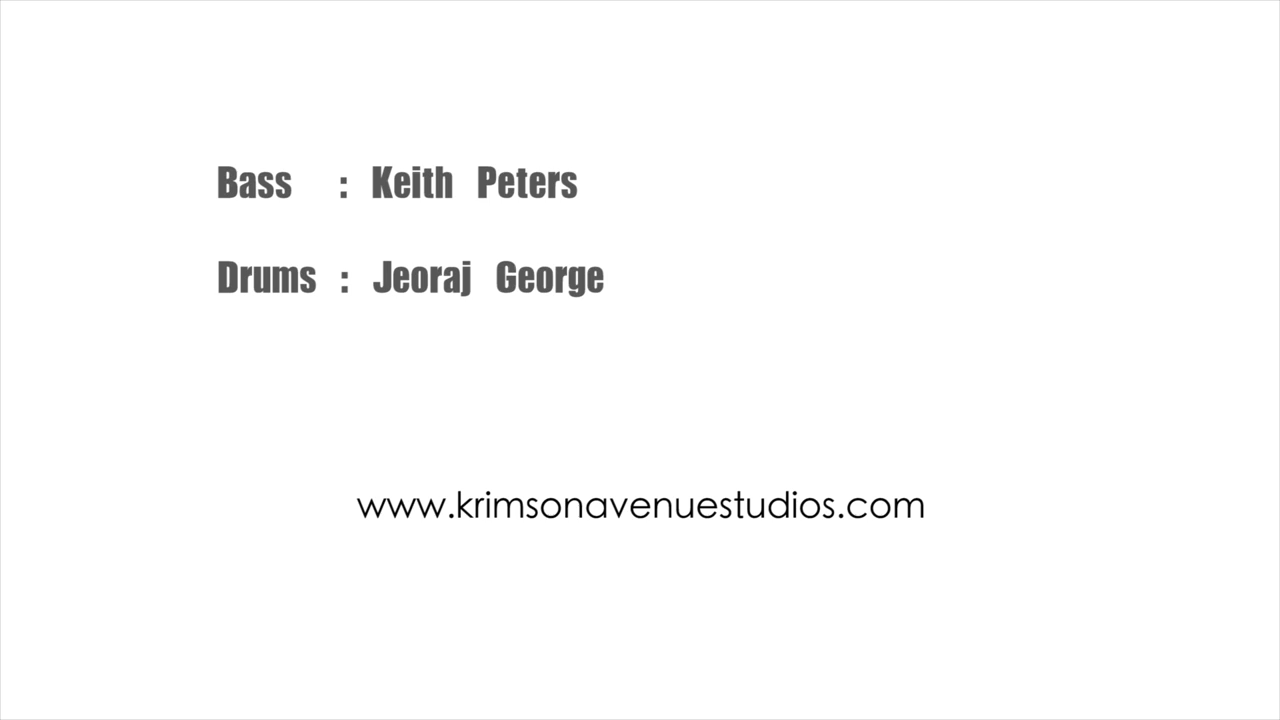 Bass : Keith Peters
Drums : Jeoraj George
www.krimsonavenuestudios.com